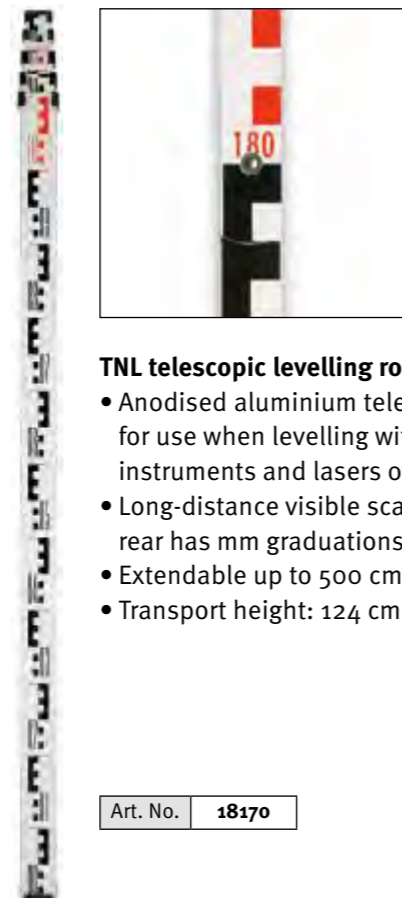 180
TNL telescopic levelling ro
• Anodised aluminium tele
for use when levelling wi
instruments and lasers o
• Long-distance visible sca
rear has mm graduations
• Extendable up to 500 cm
• Transport height: 124 cm
Art. No. 18170